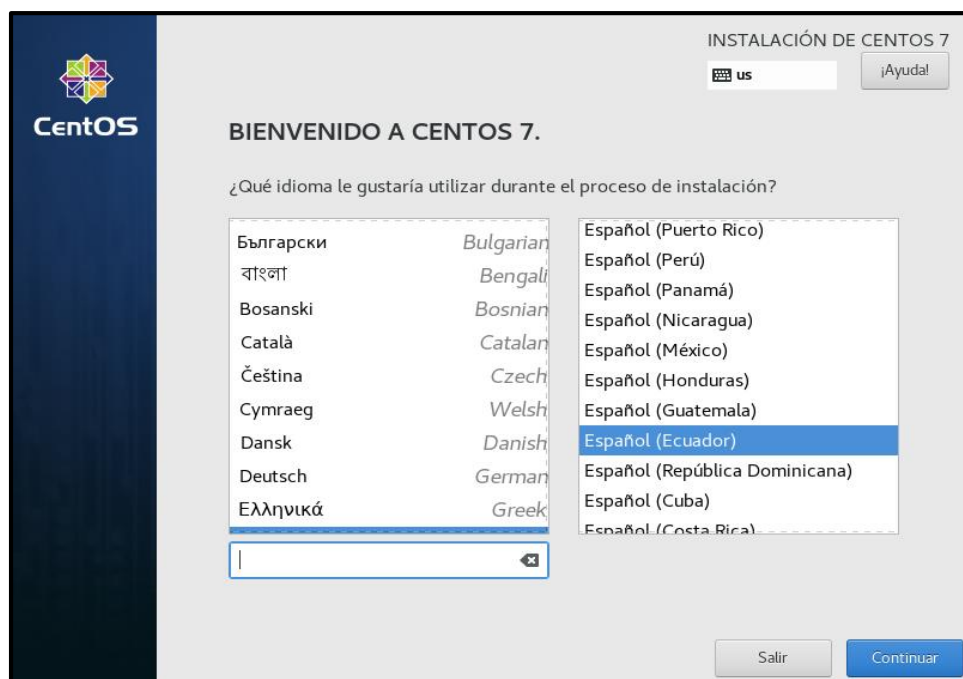 INSTALACIÓN DE CENTOS 7
us
¡Ayuda!
CentOS
BIENVENIDO A CENTOS 7.
¿Qué idioma le gustaría utilizar durante el proceso de instalación?
Български Bulgarian
বাংলা Bengali
Bosanski Bosnian
Català Catalan
Čeština Czech
Cymraeg Welsh
Dansk Danish
Deutsch German
Ελληνικά Greek
Español (Puerto Rico)
Español (Perú)
Español (Panamá)
Español (Nicaragua)
Español (México)
Español (Honduras)
Español (Guatemala)
Español (Ecuador)
Español (República Dominicana)
Español (Cuba)
Español (Costa Rica)
Salir
Continuar